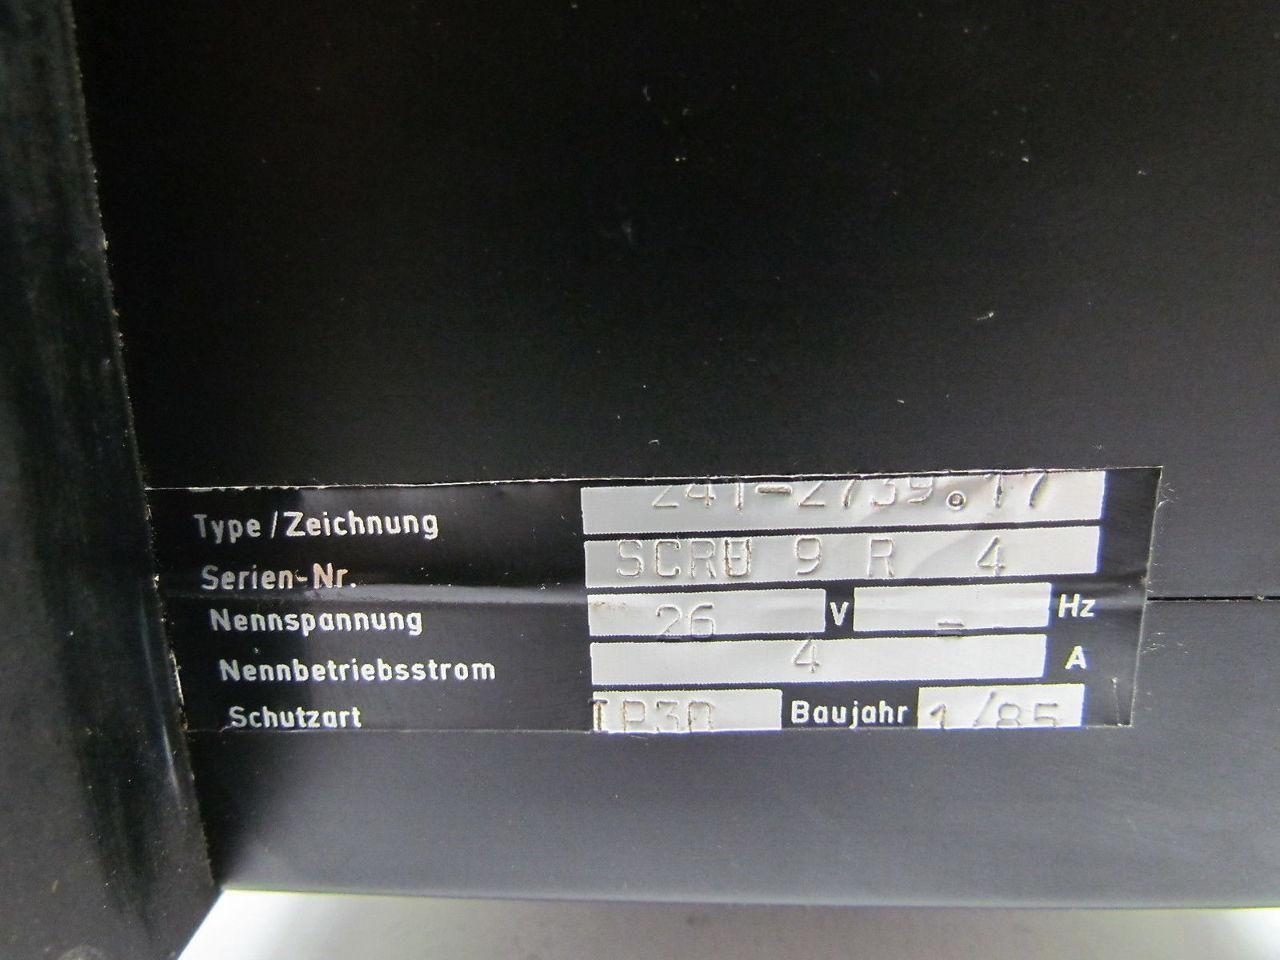 Type/Zeichnung 241-2739.17
Serien-Nr. SCRU 9 R 4
Nennspannung 26 V - Hz
Nennbetriebsstrom 4 A
Schutzart IP30 Baujahr 1/85